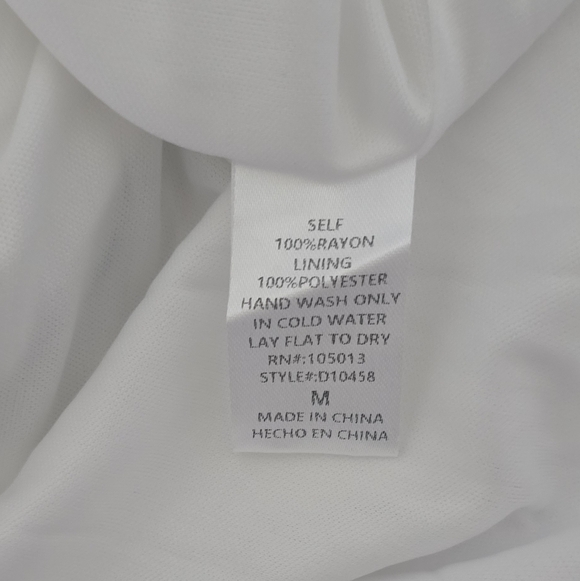 SELF
100%RAYON
LINING
100%POLYESTER
HAND WASH ONLY
IN COLD WATER
LAY FLAT TO DRY
RN#:105013
STYLE#:D10458
M
MADE IN CHINA
HECHO EN CHINA